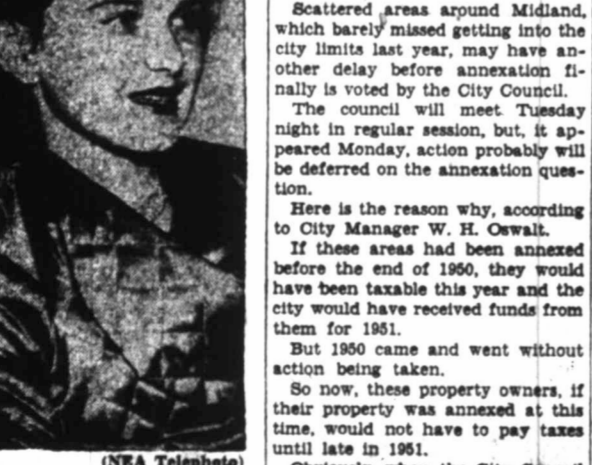 Scattered areas around Midland,
which barely missed getting into the
city limits last year, may have an-
other delay before annexation fi-
nally is voted by the City Council.
The council will meet Tuesday
night in regular session, but, it ap-
peared Monday, action probably will
be deferred on the annexation ques-
tion.
Here is the reason why, according
to City Manager W. H. Oswalt.
If these areas had been annexed
before the end of 1950, they would
have been taxable this year and the
city would have received funds from
them for 1951.
But 1950 came and went without
action being taken.
So now, these property owners, if
their property was annexed at this
time, would not have to pay taxes
until late in 1951.
(NEA Telephoto)